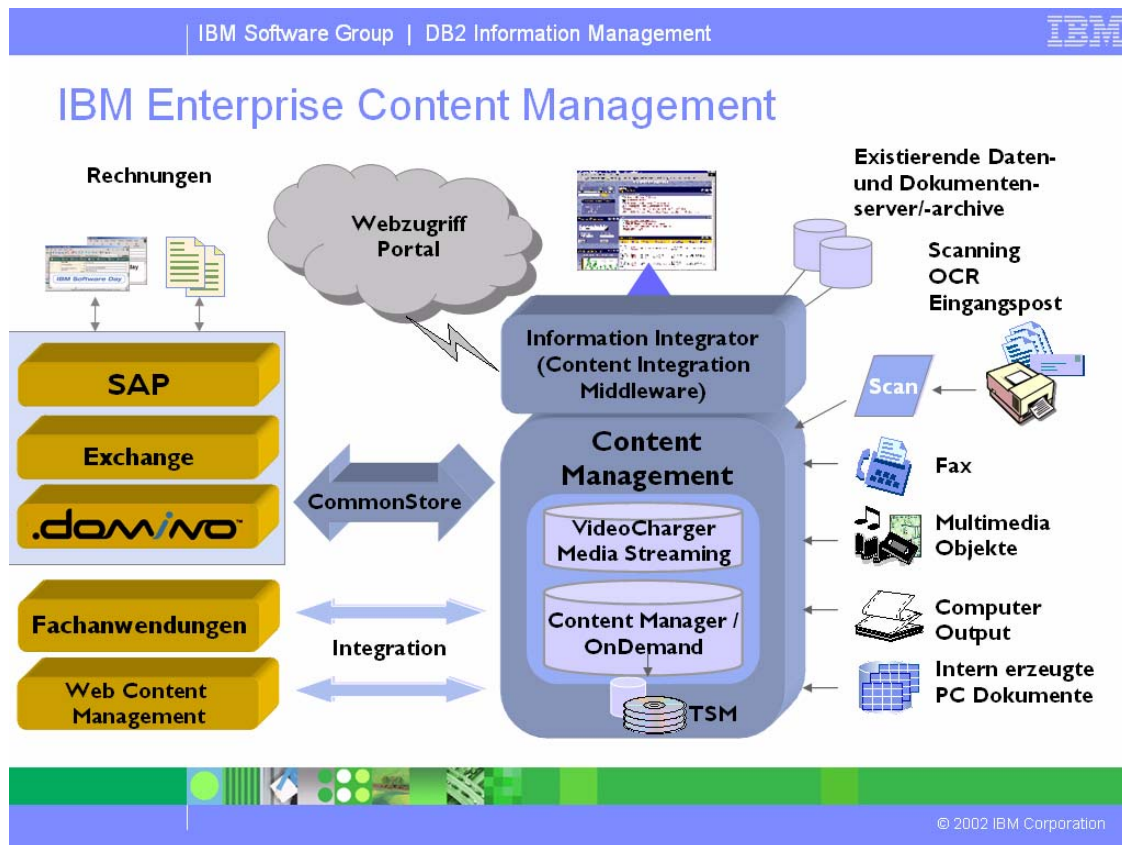 IBM Software Group | DB2 Information Management
IBM
IBM Enterprise Content Management
Rechnungen
IBM Software Day
Webzugriff
Portal
Existierende Daten-
und Dokumenten-
server/-archive
Scanning
OCR
Eingangspost
Information Integrator
(Content Integration
Middleware)
Scan
SAP
Exchange
.domino™
CommonStore
Content
Management
VideoCharger
Media Streaming
Content Manager /
OnDemand
TSM
Fax
Multimedia
Objekte
Computer
Output
Intern erzeugte
PC Dokumente
Fachanwendungen
Integration
Web Content
Management
© 2002 IBM Corporation